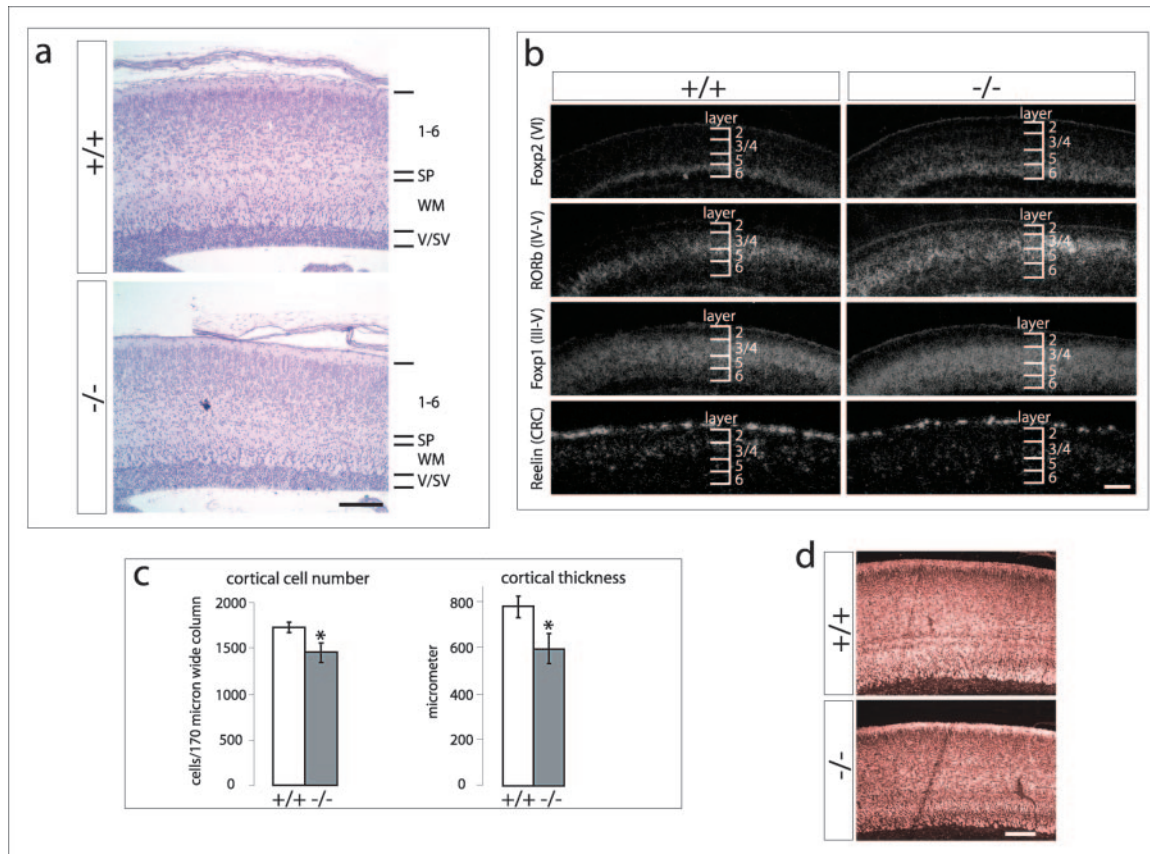 a
+/+
1-6
SP
WM
V/SV
-/-
1-6
SP
WM
V/SV
b
+/+
-/-
Foxp2 (VI)
layer
2
3/4
5
6
layer
2
3/4
5
6
RORb (IV-V)
layer
2
3/4
5
6
layer
2
3/4
5
6
Foxp1 (III-V)
layer
2
3/4
5
6
layer
2
3/4
5
6
Reelin (CRC)
layer
2
3/4
5
6
layer
2
3/4
5
6
c
cortical cell number
cells/170 micron wide column
2000
1500
1000
500
0
*
+/+ -/-
cortical thickness
micrometer
800
600
400
200
0
*
+/+ -/-
d
+/+
-/-